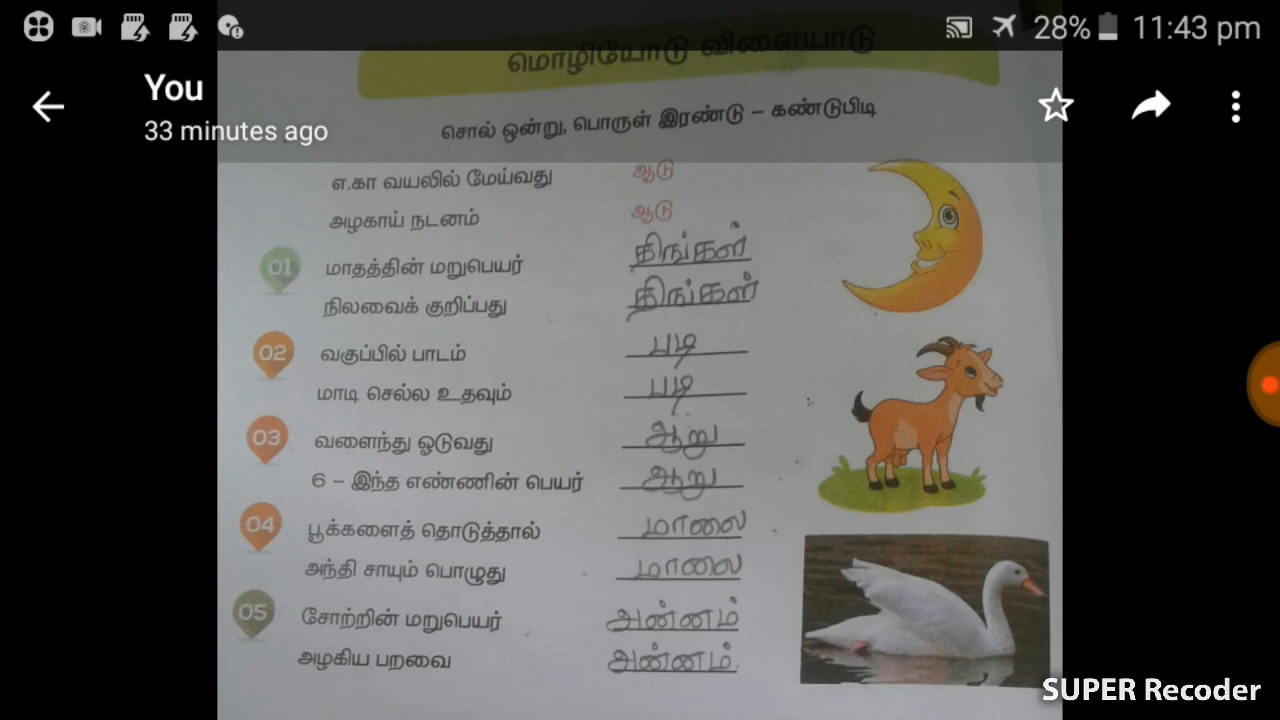 28% 11:43 pm
You
33 minutes ago
மொழியோடு விளையாடு
சொல் ஒன்று, பொருள் இரண்டு – கண்டுபிடி
எ.கா வயலில் மேய்வது ஆடு
அழகாய் நடனம் ஆடு
01 மாதத்தின் மறுபெயர் திங்கள்
நிலவைக் குறிப்பது திங்கள்
02 வகுப்பில் பாடம் படி
மாடி செல்ல உதவும் படி
03 வளைந்து ஓடுவது ஆறு
6 – இந்த எண்ணின் பெயர் ஆறு
04 பூக்களைத் தொடுத்தால் மாலை
அந்தி சாயும் பொழுது மாலை
05 சோற்றின் மறுபெயர் அன்னம்
அழகிய பறவை அன்னம்
SUPER Recoder